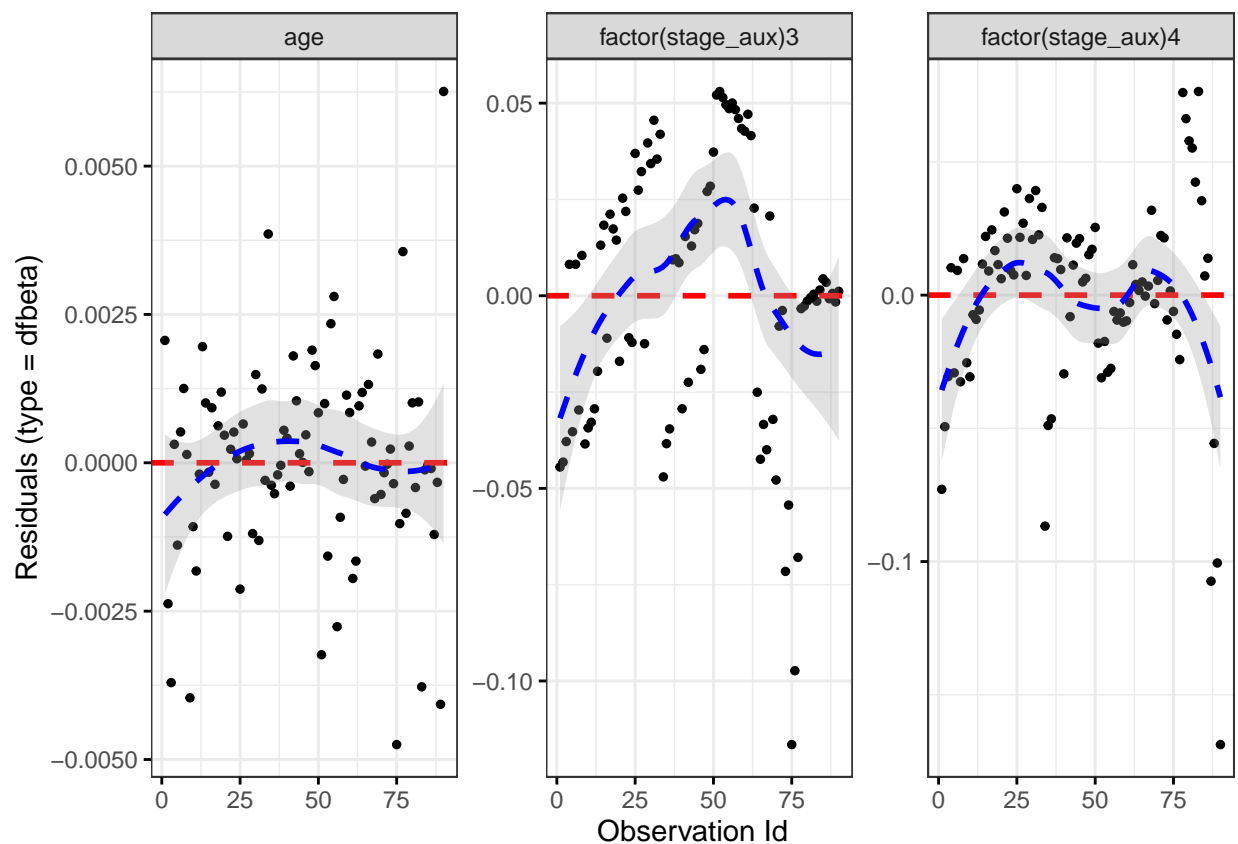 age
factor(stage_aux)3
factor(stage_aux)4
Residuals (type = dfbeta)
0.0050
0.0025
0.0000
−0.0025
−0.0050
0.05
0.00
−0.05
−0.10
0.0
−0.1
0 25 50 75
0 25 50 75
0 25 50 75
Observation Id